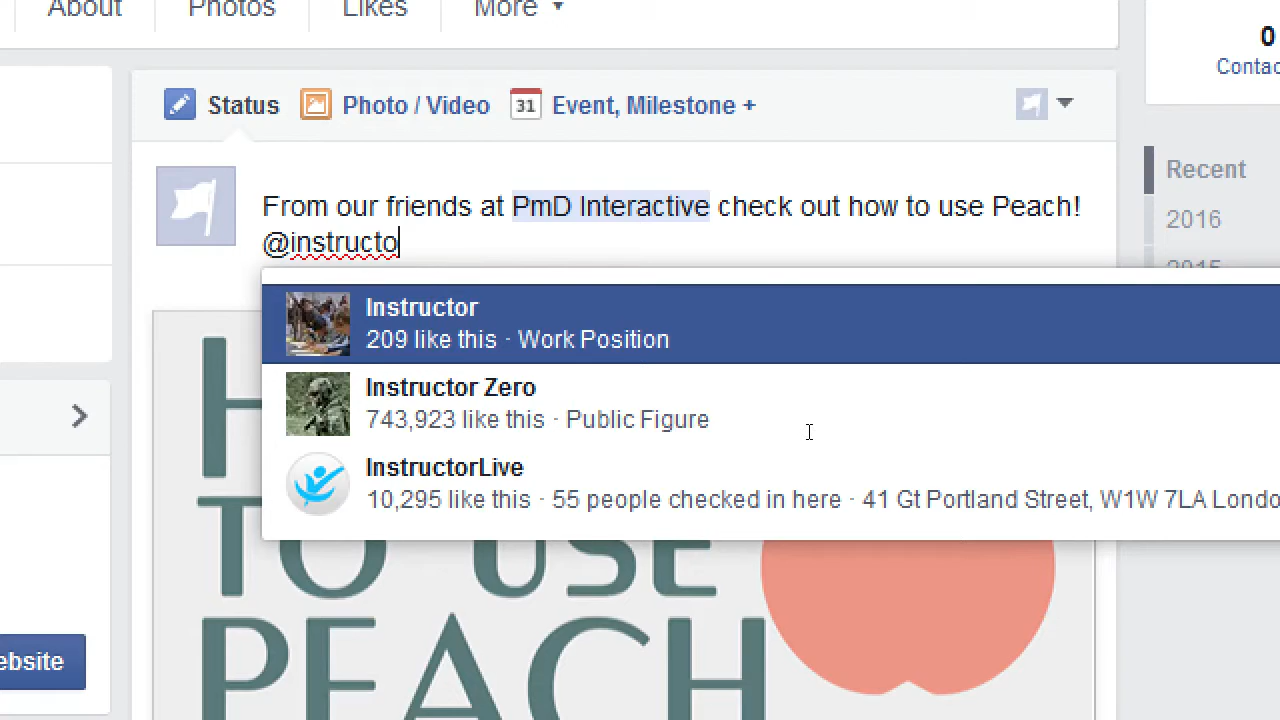 About Photos Likes More
0
Contac
Status Photo / Video 31 Event, Milestone +
From our friends at PmD Interactive check out how to use Peach!
@instructo
Recent
2016
2015
Instructor
209 like this · Work Position
Instructor Zero
743,923 like this · Public Figure
InstructorLive
10,295 like this · 55 people checked in here · 41 Gt Portland Street, W1W 7LA Londo
H
TO USE
PEACH
ebsite